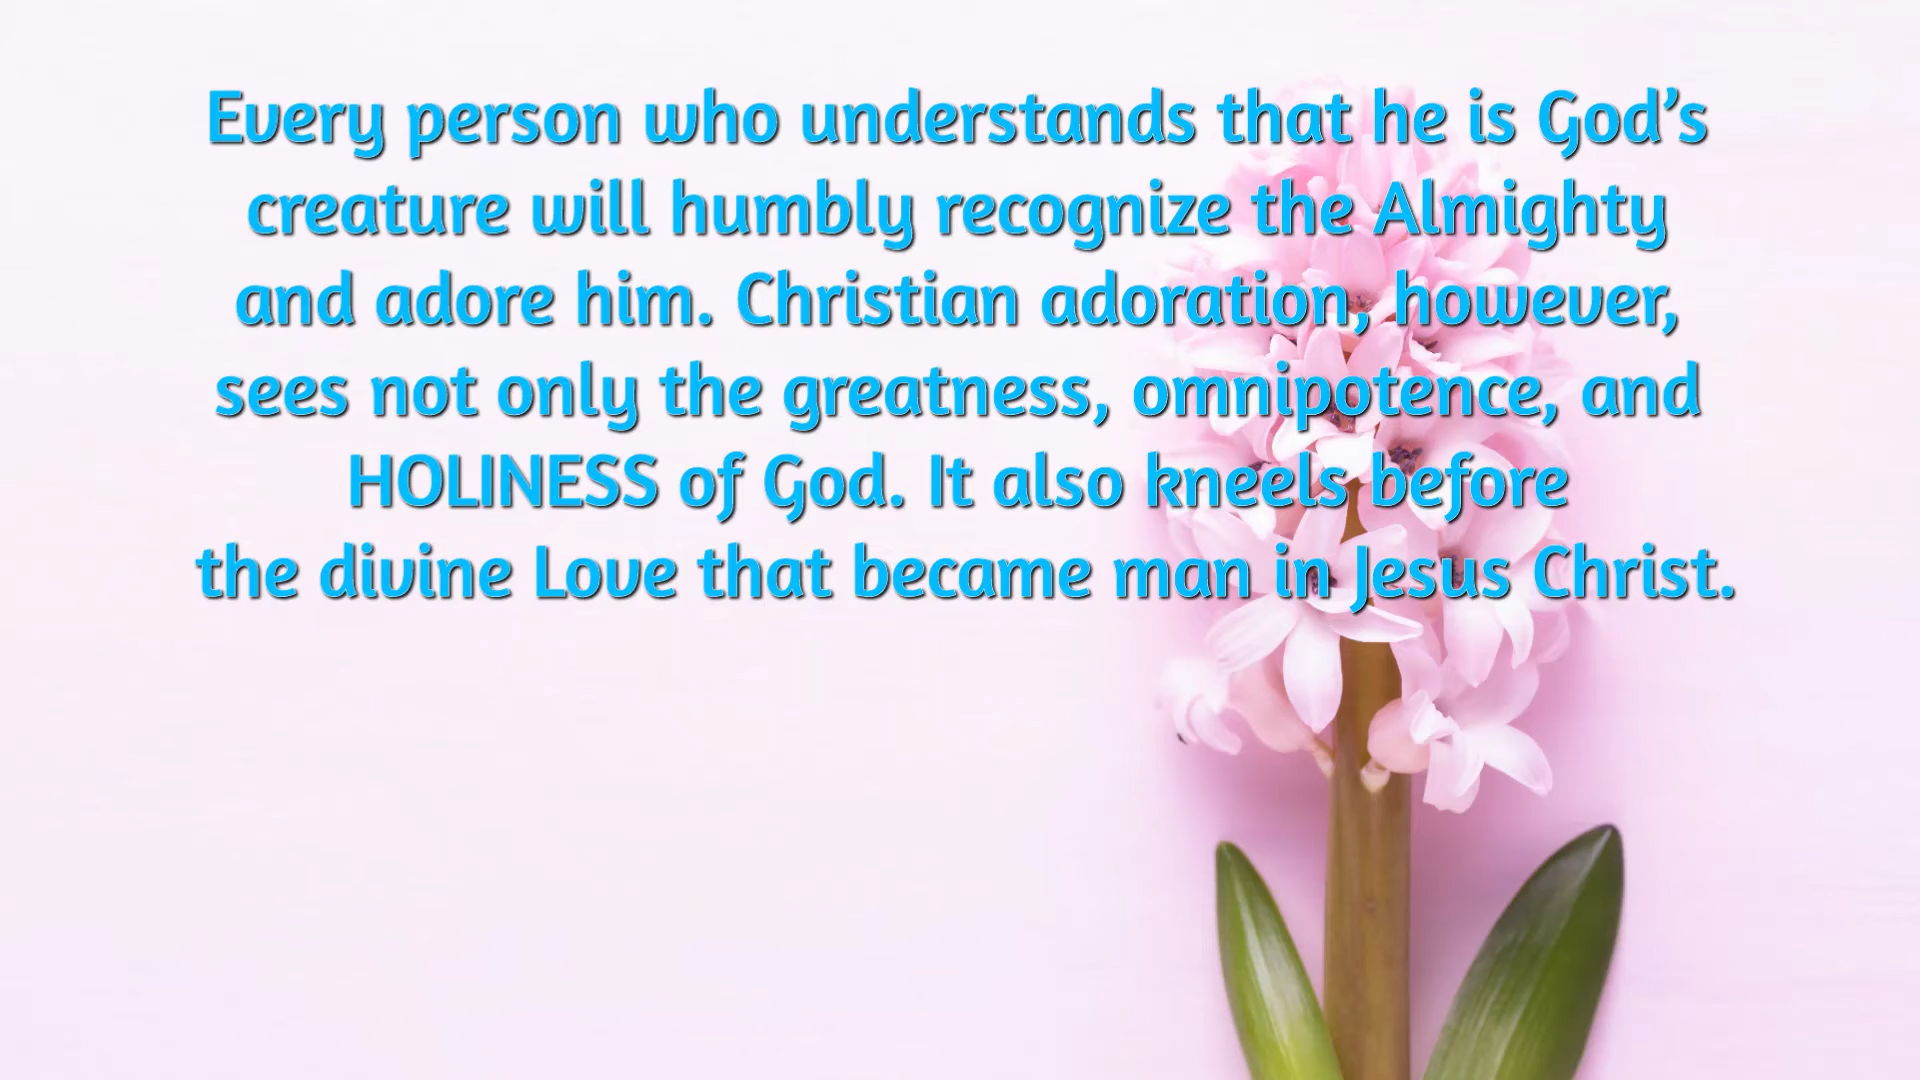 Every person who understands that he is God’s
creature will humbly recognize the Almighty
and adore him. Christian adoration, however,
sees not only the greatness, omnipotence, and
HOLINESS of God. It also kneels before
the divine Love that became man in Jesus Christ.